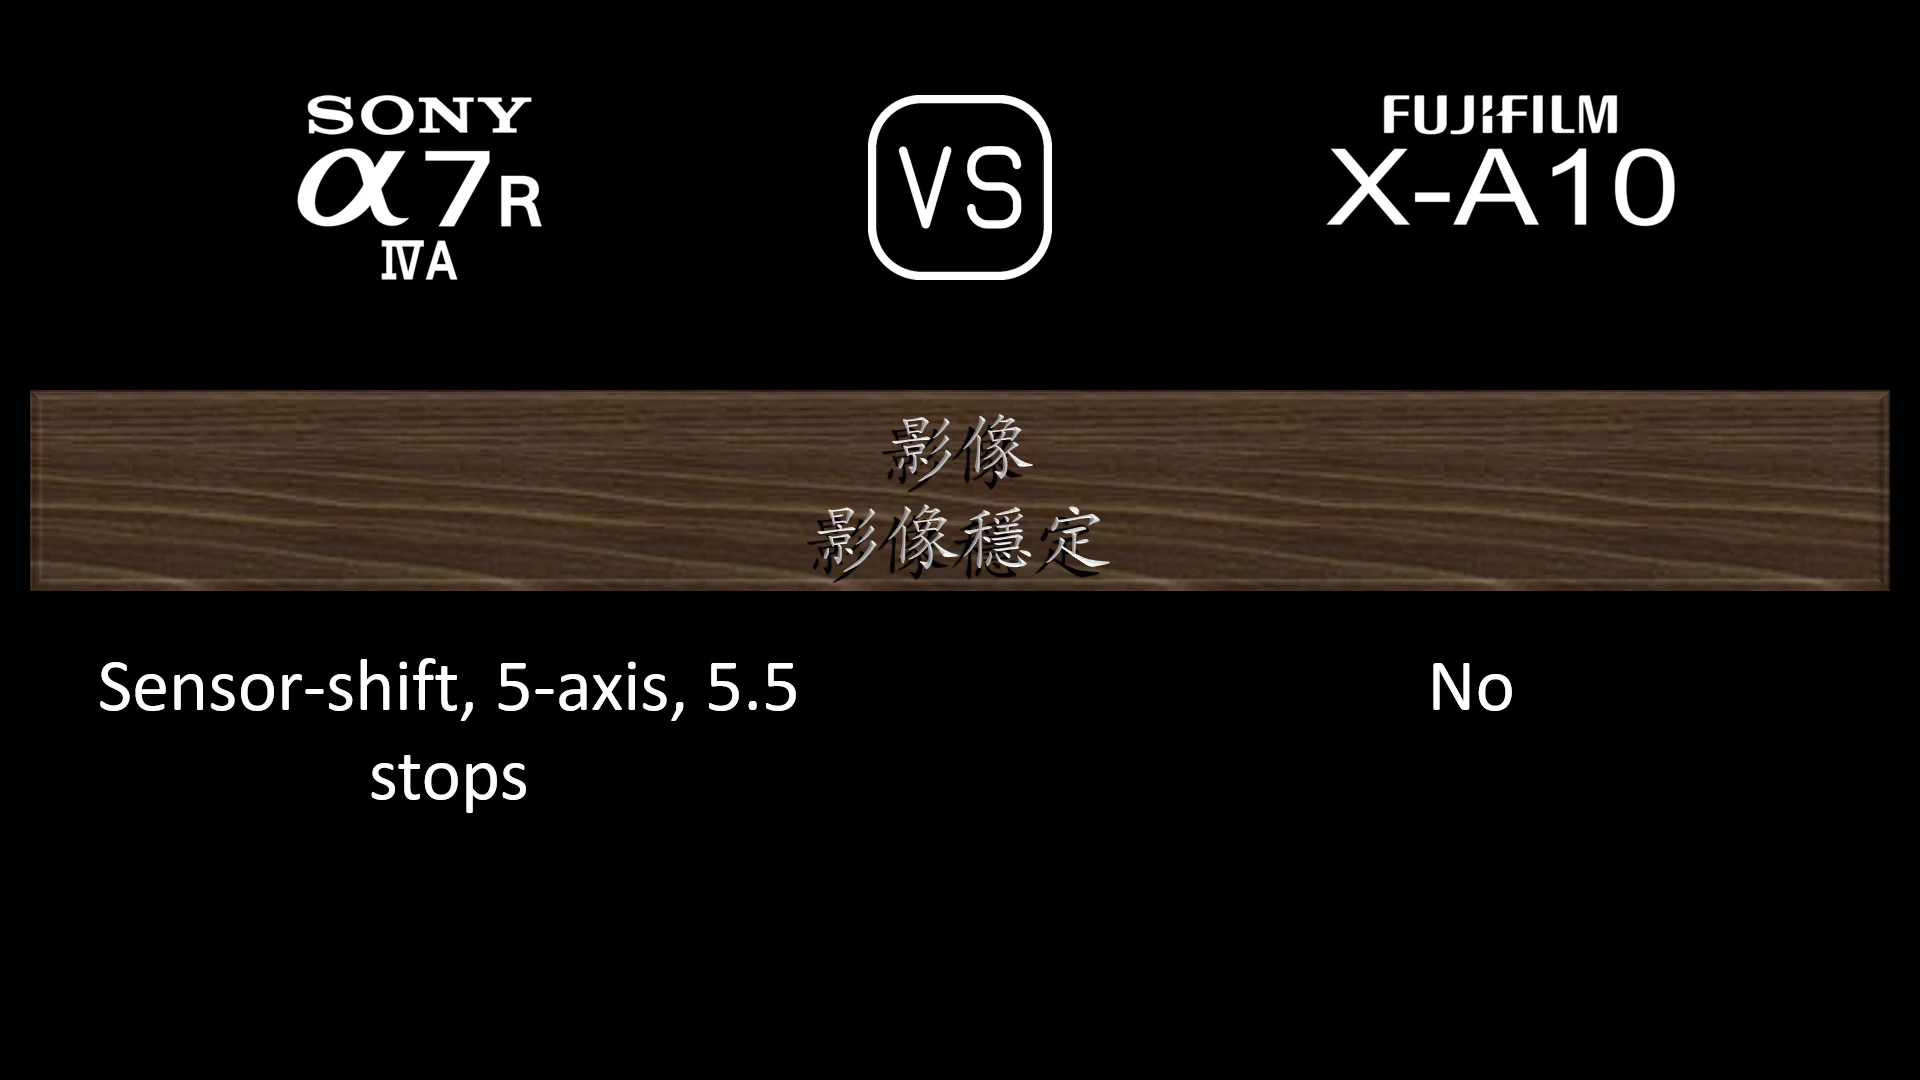 SONY
α7R
IVA
VS
FUJIFILM
X-A10
影像
影像穩定
Sensor-shift, 5-axis, 5.5
stops
No